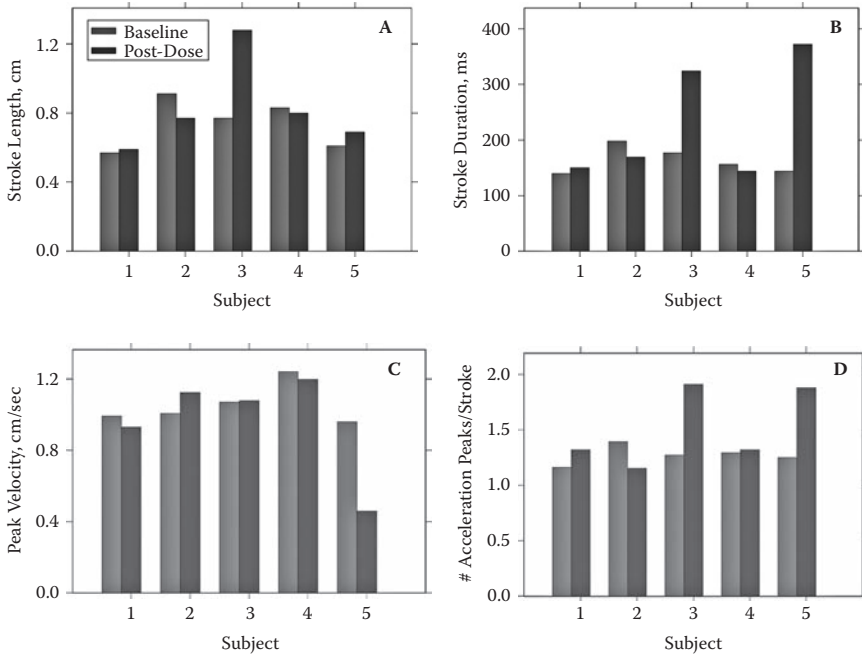 A
Baseline
Post-Dose
Stroke Length, cm
1.2
0.8
0.4
0.0
1 2 3 4 5
Subject
B
Stroke Duration, ms
400
300
200
100
0
1 2 3 4 5
Subject
C
Peak Velocity, cm/sec
1.2
0.8
0.4
0.0
1 2 3 4 5
Subject
D
# Acceleration Peaks/Stroke
2.0
1.5
1.0
0.5
0.0
1 2 3 4 5
Subject